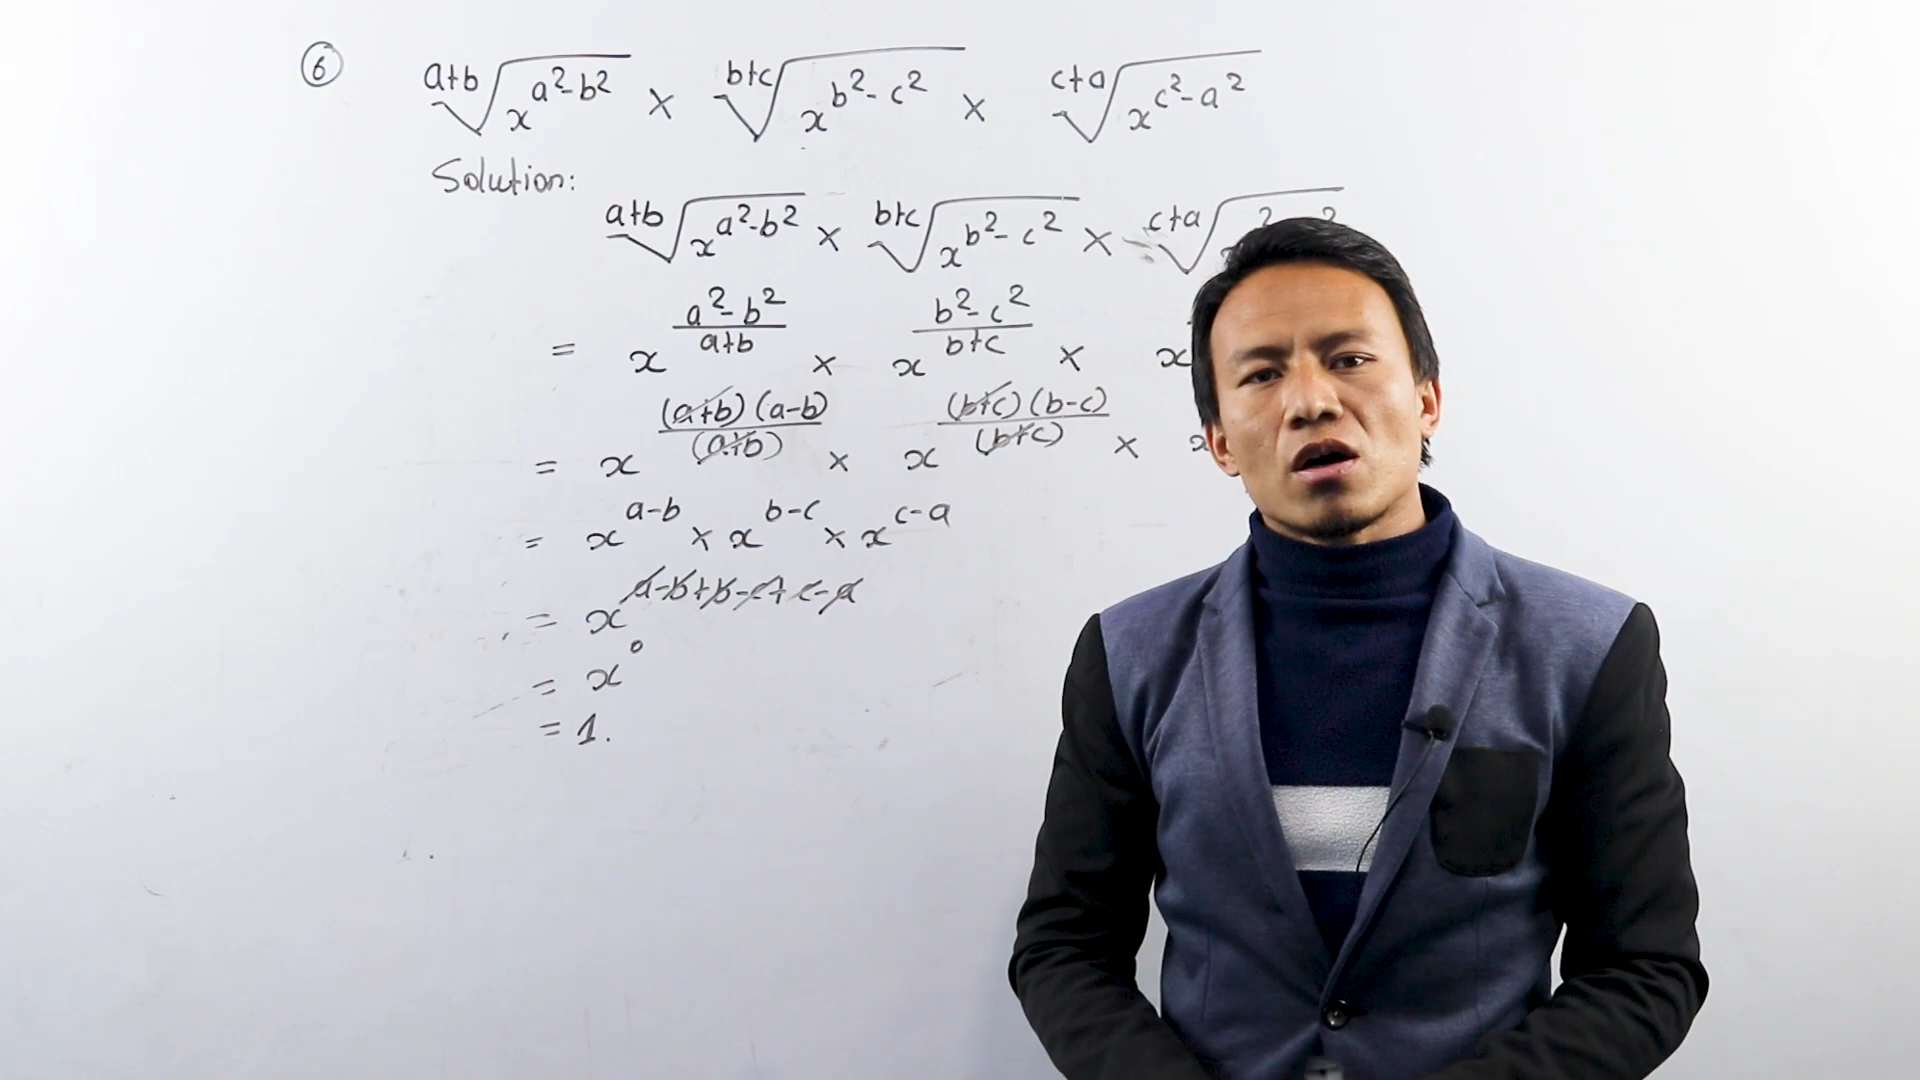 ⑥ ᵃ⁺ᵇ√x^(a²-b²) × ᵇ⁺ᶜ√x^(b²-c²) × ᶜ⁺ᵃ√x^(c²-a²)
Solution:
ᵃ⁺ᵇ√x^(a²-b²) × ᵇ⁺ᶜ√x^(b²-c²) × ᶜ⁺ᵃ√
= x^((a²-b²)/(a+b)) × x^((b²-c²)/(b+c)) × x
= x^((a+b)(a-b)/(a+b)) × x^((b+c)(b-c)/(b+c)) × x
= x^(a-b) × x^(b-c) × x^(c-a)
= x^(a-b+b-c+c-a)
= x^0
= 1.